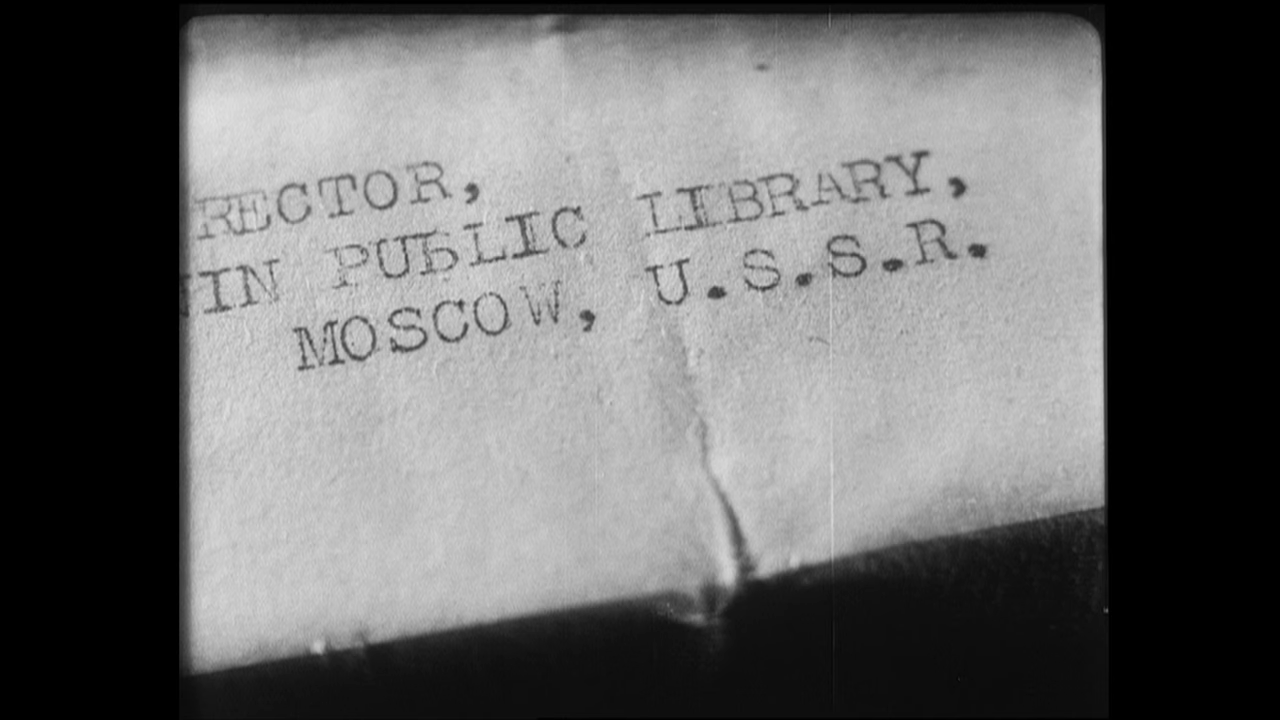 RECTOR,
IN PUBLIC LIBRARY,
MOSCOW, U.S.S.R.